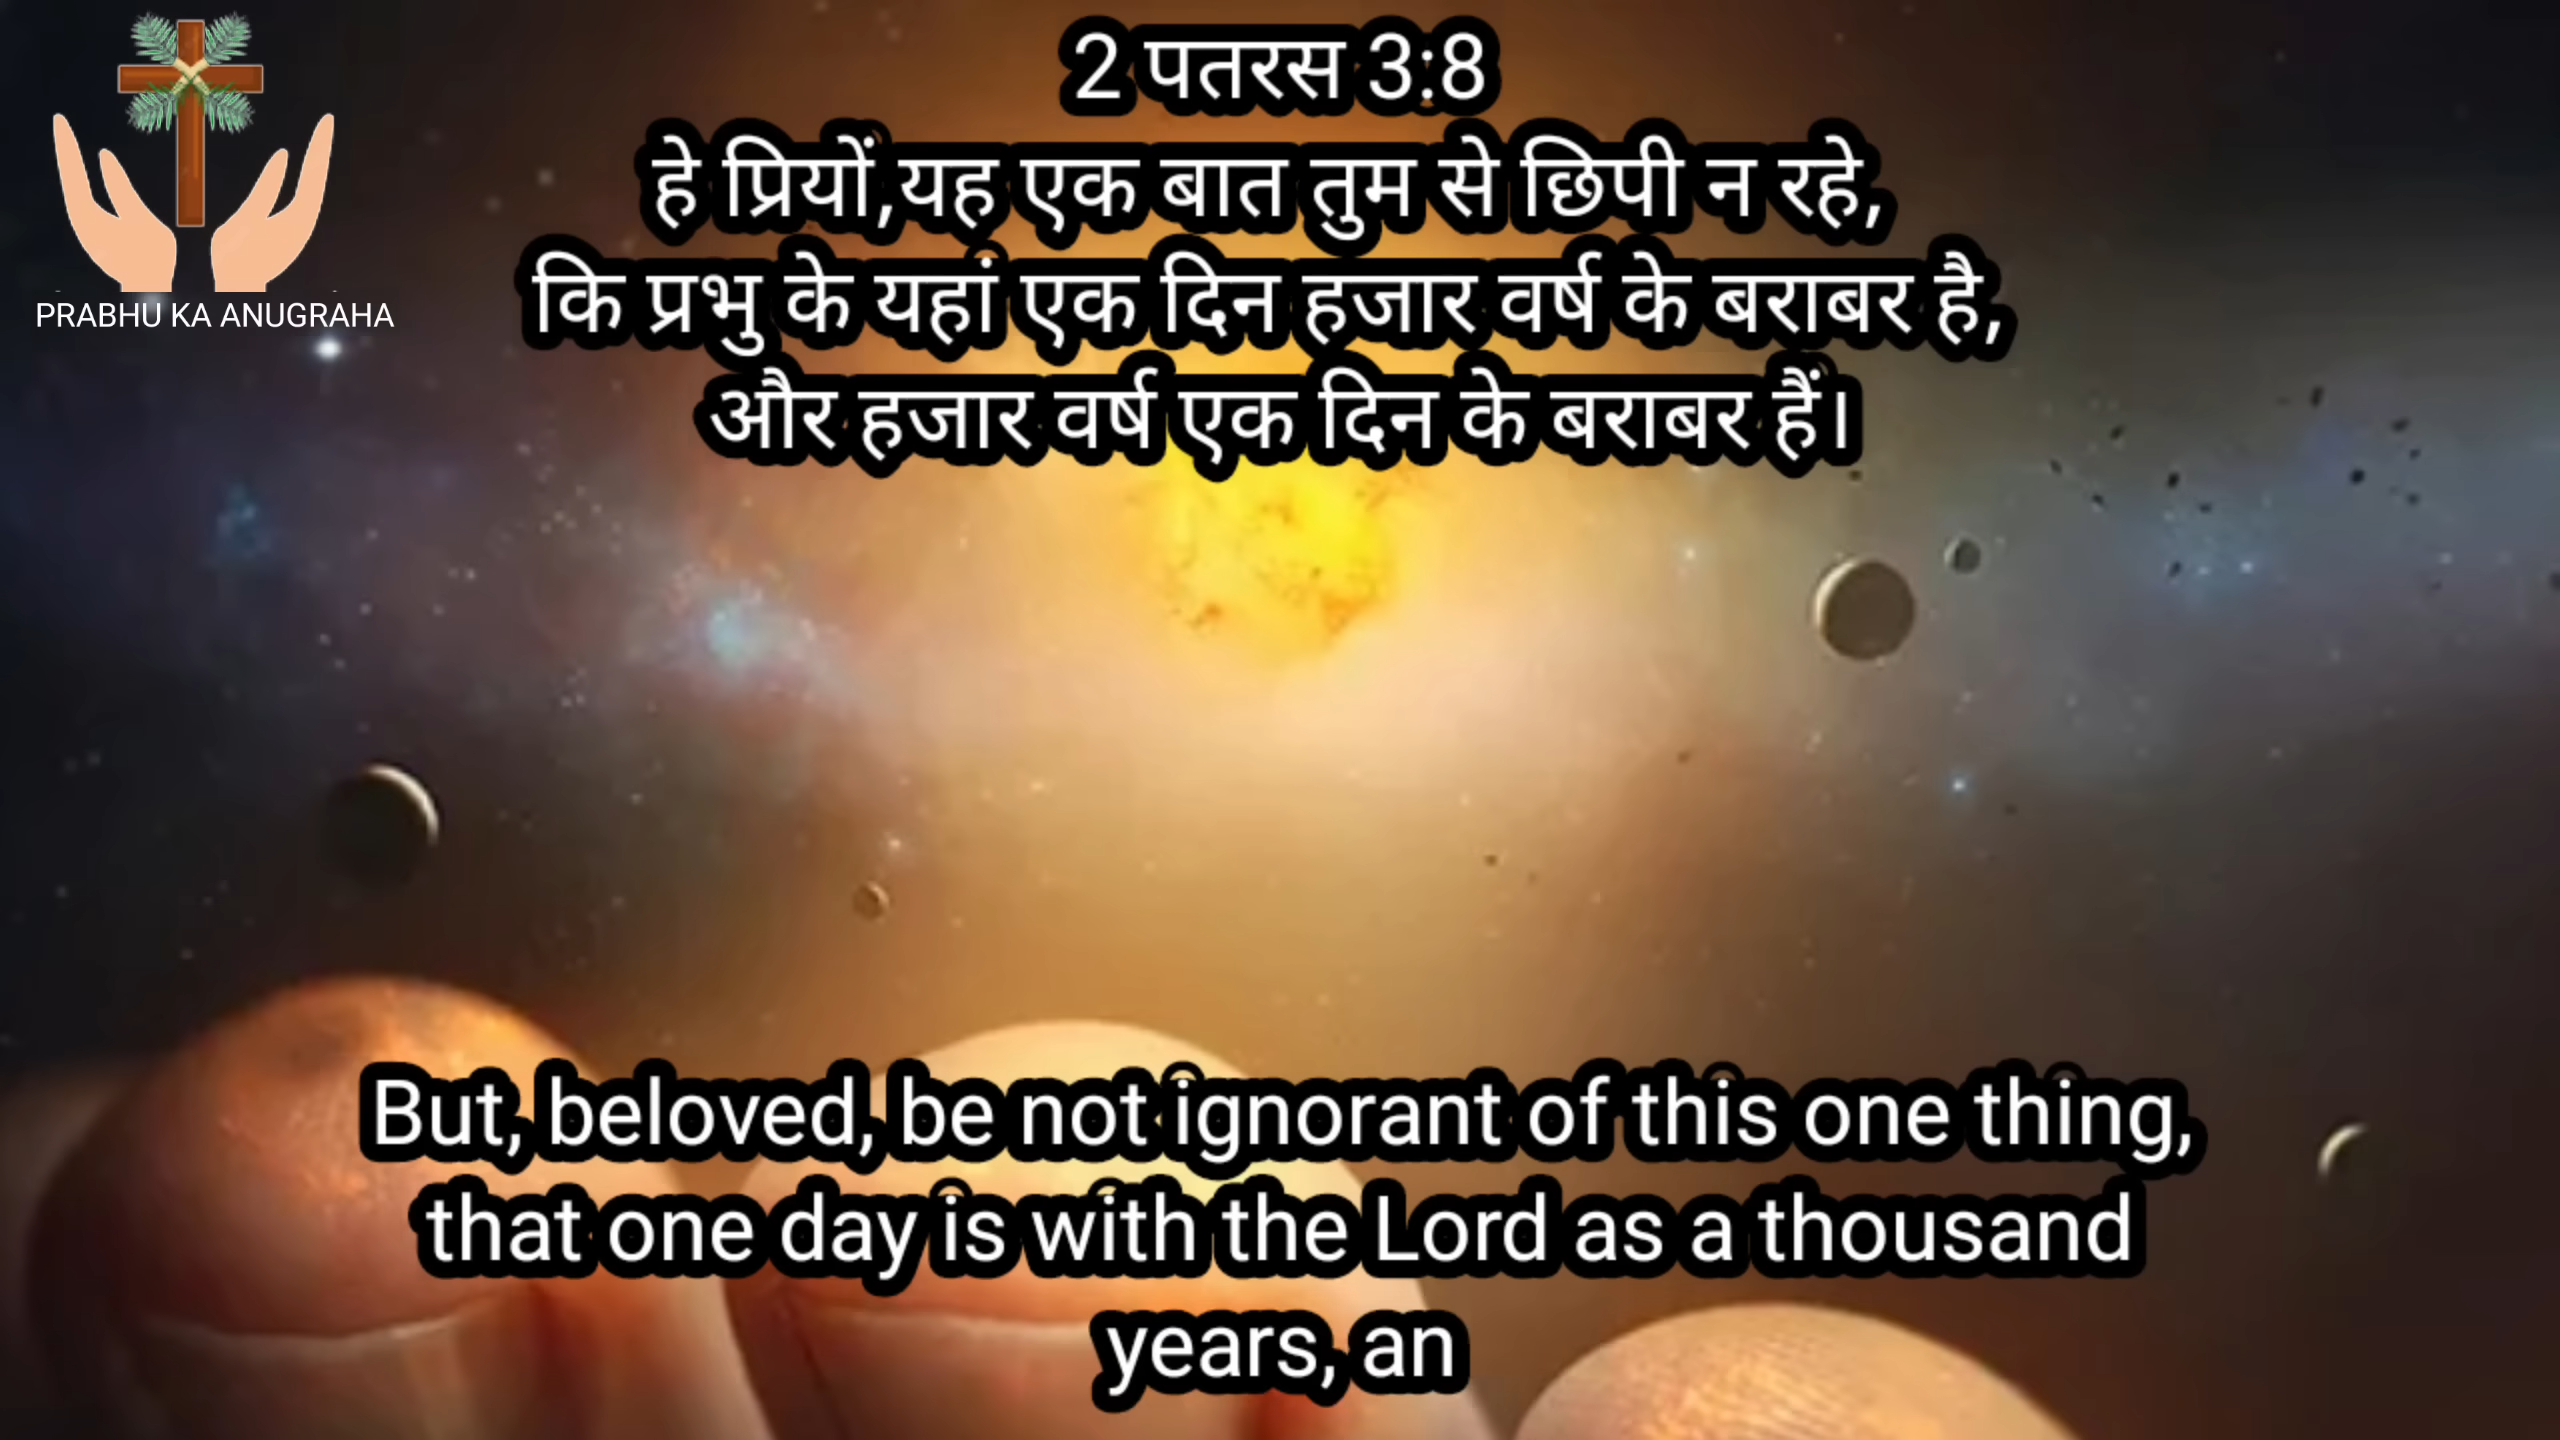 PRABHU KA ANUGRAHA
2 पतरस 3:8
हे प्रियों,यह एक बात तुम से छिपी न रहे,
कि प्रभु के यहां एक दिन हजार वर्ष के बराबर है,
और हजार वर्ष एक दिन के बराबर हैं।
But, beloved, be not ignorant of this one thing,
that one day is with the Lord as a thousand
years, an